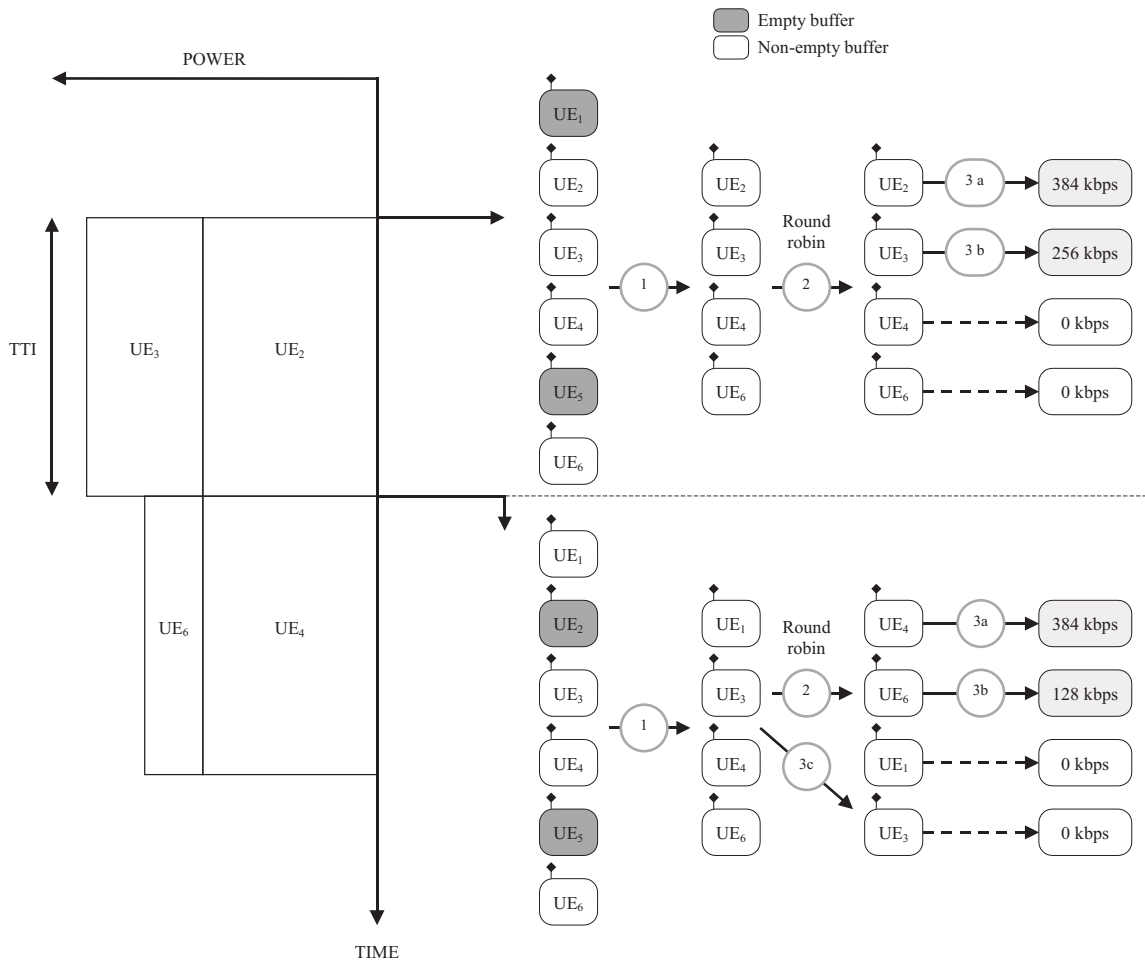 Empty buffer
Non-empty buffer
POWER
UE1
UE2
UE3
UE4
UE5
UE6
1
UE2
UE3
UE4
UE6
Round
robin
2
UE2
3 a
384 kbps
UE3
3 b
256 kbps
UE4
0 kbps
UE6
0 kbps
TTI
UE3
UE2
UE6
UE4
UE1
UE2
UE3
UE4
UE5
UE6
1
UE1
UE3
UE4
UE6
Round
robin
2
3c
UE4
3a
384 kbps
UE6
3b
128 kbps
UE1
0 kbps
UE3
0 kbps
TIME